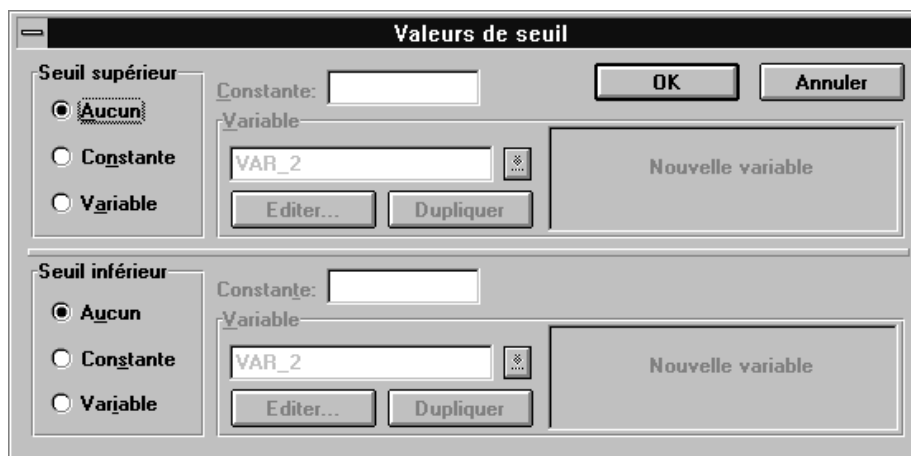 Valeurs de seuil
Seuil supérieur
Aucun
Constante
Variable
Constante:
Variable
VAR_2
Editer...
Dupliquer
Nouvelle variable
OK
Annuler
Seuil inférieur
Aucun
Constante
Variable
Constante:
Variable
VAR_2
Editer...
Dupliquer
Nouvelle variable